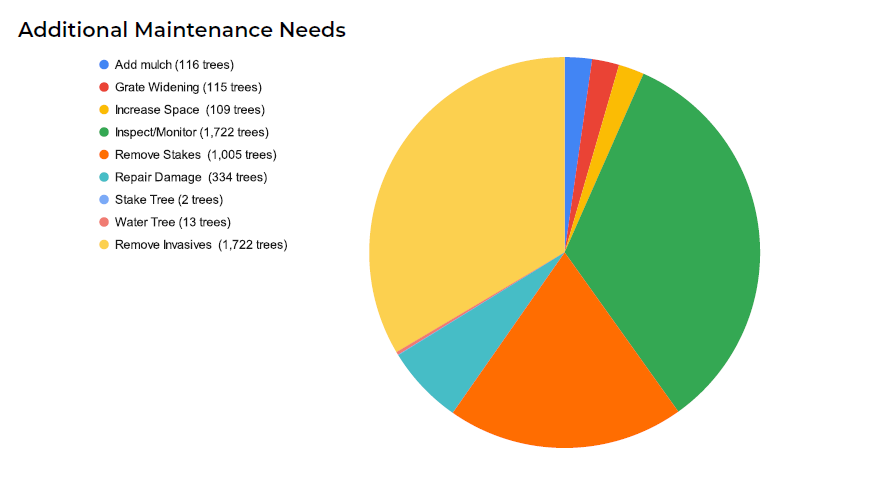 Additional Maintenance Needs
Add mulch (116 trees)
Grate Widening (115 trees)
Increase Space  (109 trees)
Inspect/Monitor (1,722 trees)
Remove Stakes  (1,005 trees)
Repair Damage  (334 trees)
Stake Tree (2 trees)
Water Tree (13 trees)
Remove Invasives  (1,722 trees)